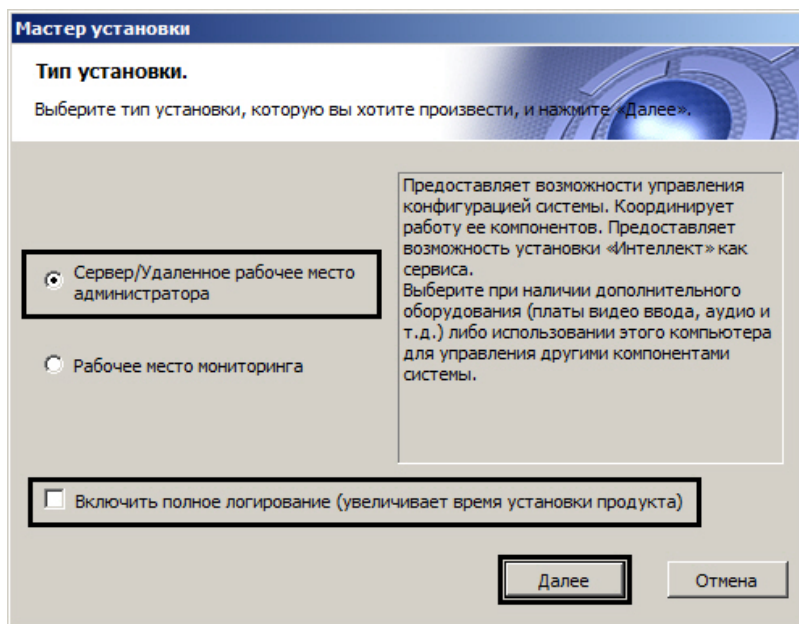 Мастер установки
Тип установки.
Выберите тип установки, которую вы хотите произвести, и нажмите «Далее».
Предоставляет возможности управления
конфигурацией системы. Координирует
работу ее компонентов. Предоставляет
возможность установки «Интеллект» как
сервиса.
Выберите при наличии дополнительного
оборудования (платы видео ввода, аудио и
т.д.) либо использовании этого компьютера
для управления другими компонентами
системы.
Сервер/Удаленное рабочее место
администратора
Рабочее место мониторинга
Включить полное логирование (увеличивает время установки продукта)
Далее
Отмена